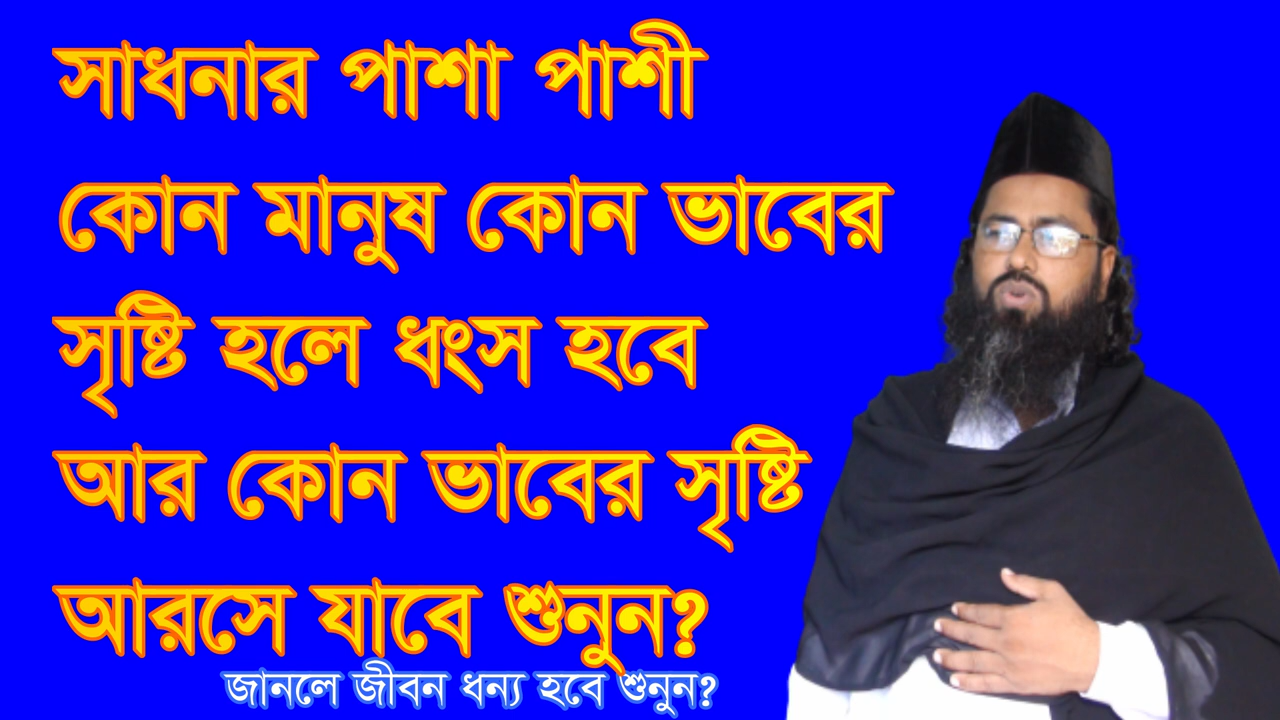 সাধনার পাশা পাশী
কোন মানুষ কোন ভাবের
সৃষ্টি হলে ধংস হবে
আর কোন ভাবের সৃষ্টি
আরসে যাবে শুনুন?
জানলে জীবন ধন্য হবে শুনুন?